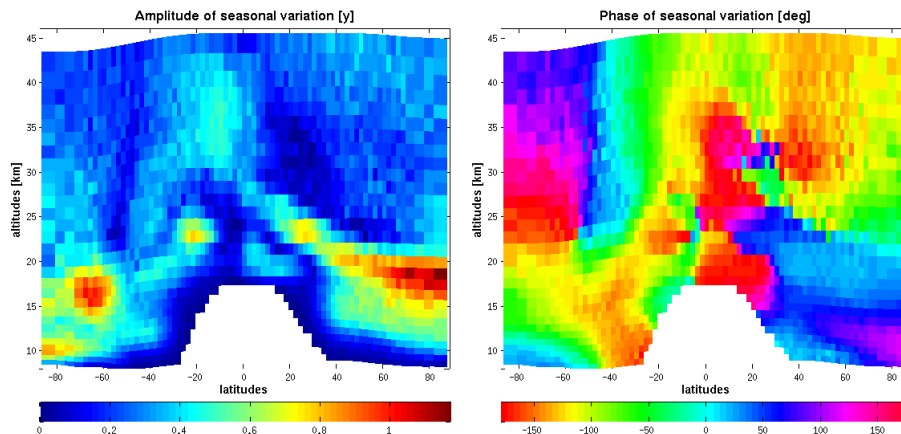 Amplitude of seasonal variation [y]
45
40
35
30
25
20
15
10
altitudes [km]
−80 −60 −40 −20 0 20 40 60 80
latitudes
0 0.2 0.4 0.6 0.8 1
Phase of seasonal variation [deg]
45
40
35
30
25
20
15
10
altitudes [km]
−80 −60 −40 −20 0 20 40 60 80
latitudes
−150 −100 −50 0 50 100 150